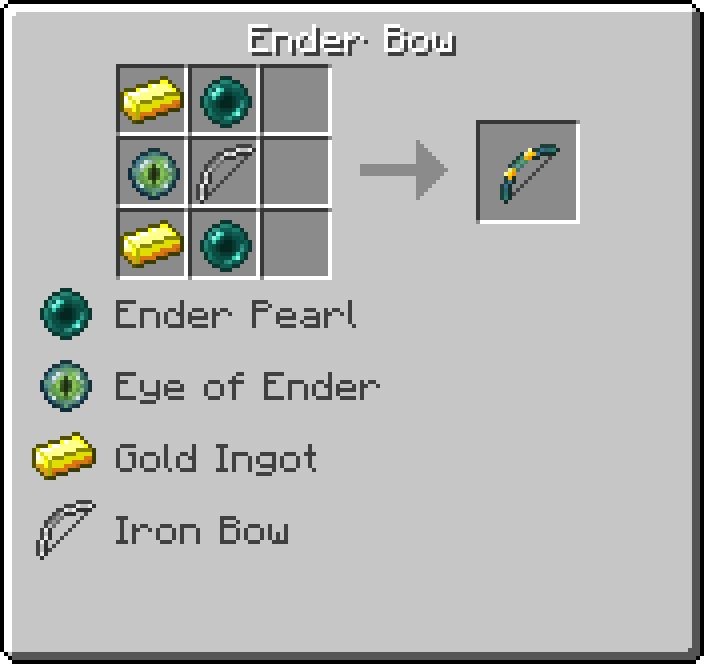 Ender Bow
Ender Pearl
Eye of Ender
Gold Ingot
Iron Bow